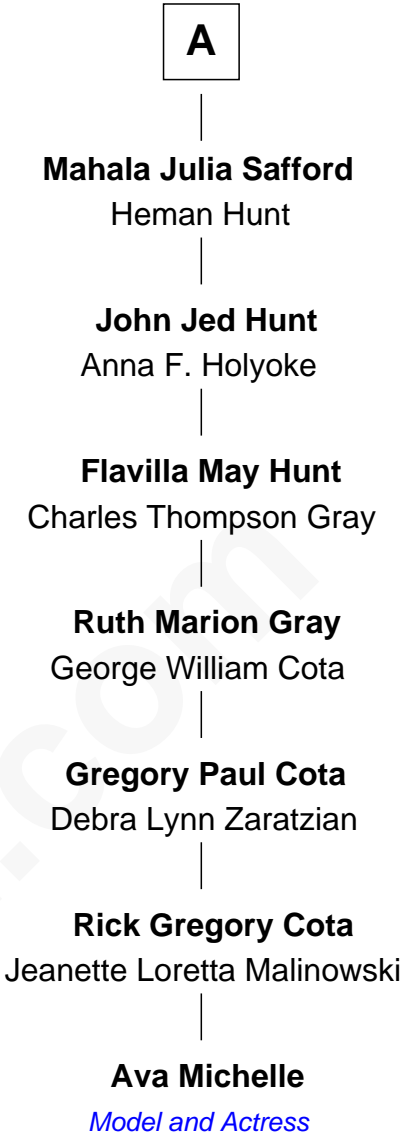 A
Mahala Julia Safford
Heman Hunt
John Jed Hunt
Anna F. Holyoke
Flavilla May Hunt
Charles Thompson Gray
Ruth Marion Gray
George William Cota
Gregory Paul Cota
Debra Lynn Zaratzian
Rick Gregory Cota
Jeanette Loretta Malinowski
Ava Michelle
Model and Actress
.com